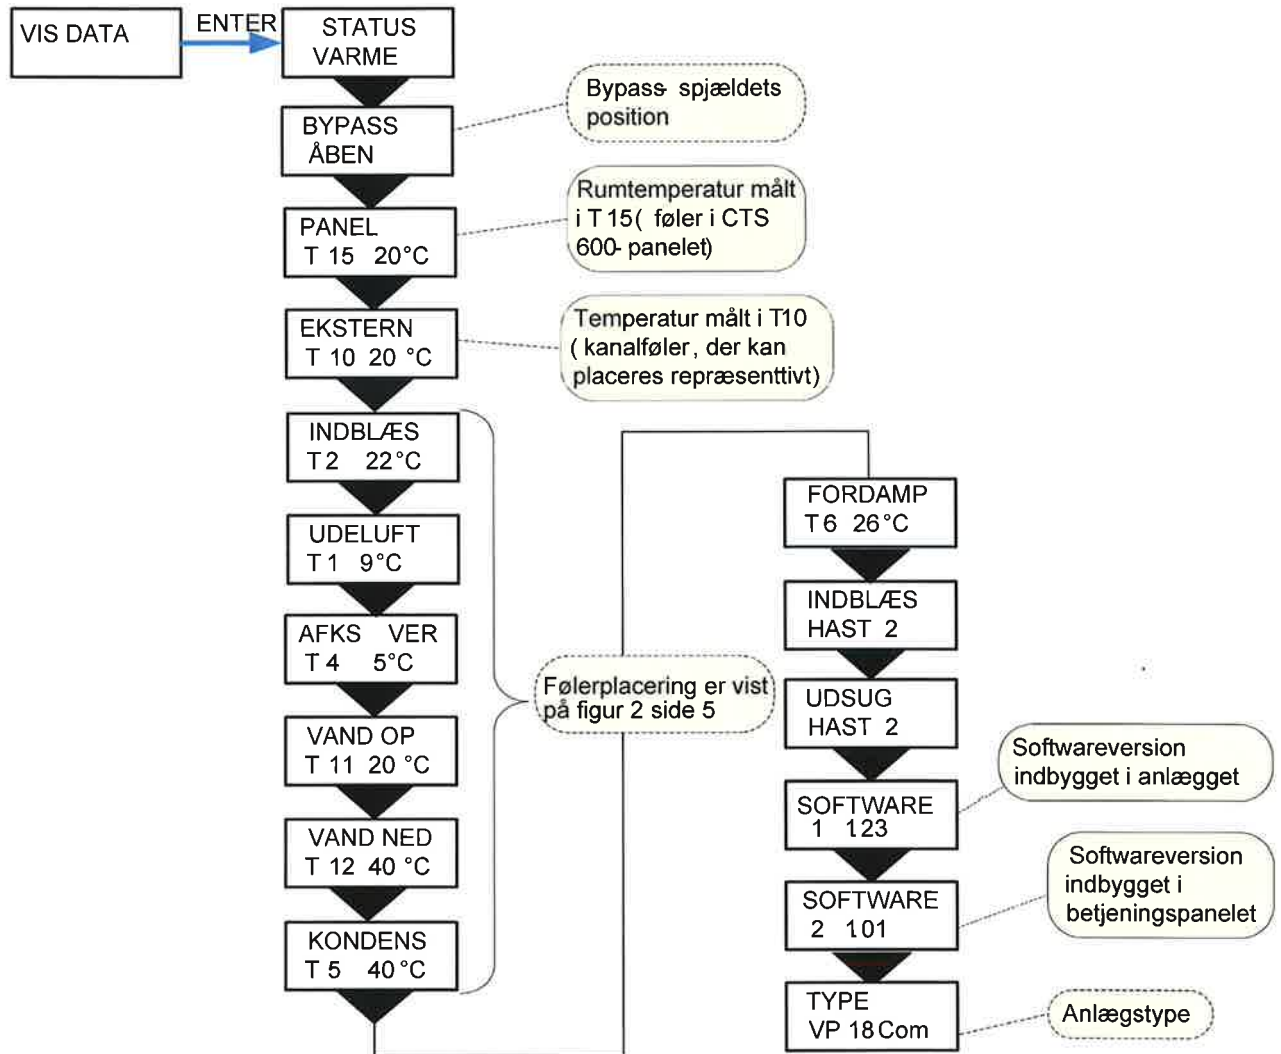 VIS DATA
ENTER
STATUS
VARME
BYPASS
ÅBEN
Bypass- spjældets
position
PANEL
T 15 20°C
Rumtemperatur målt
i T 15( føler i CTS
600- panelet)
EKSTERN
T 10 20 °C
Temperatur målt i T10
( kanalføler, der kan
placeres repræsenttivt)
INDBLÆS
T 2 22°C
UDELUFT
T 1 9°C
AFKS VER
T 4 5°C
VAND OP
T 11 20 °C
VAND NED
T 12 40 °C
KONDENS
T 5 40°C
Følerplacering er vist
på figur 2 side 5
FORDAMP
T 6 26°C
INDBLÆS
HAST 2
UDSUG
HAST 2
SOFTWARE
1 123
Softwareversion
indbygget i anlægget
SOFTWARE
2 101
Softwareversion
indbygget i
betjeningspanelet
TYPE
VP 18 Com
Anlægstype